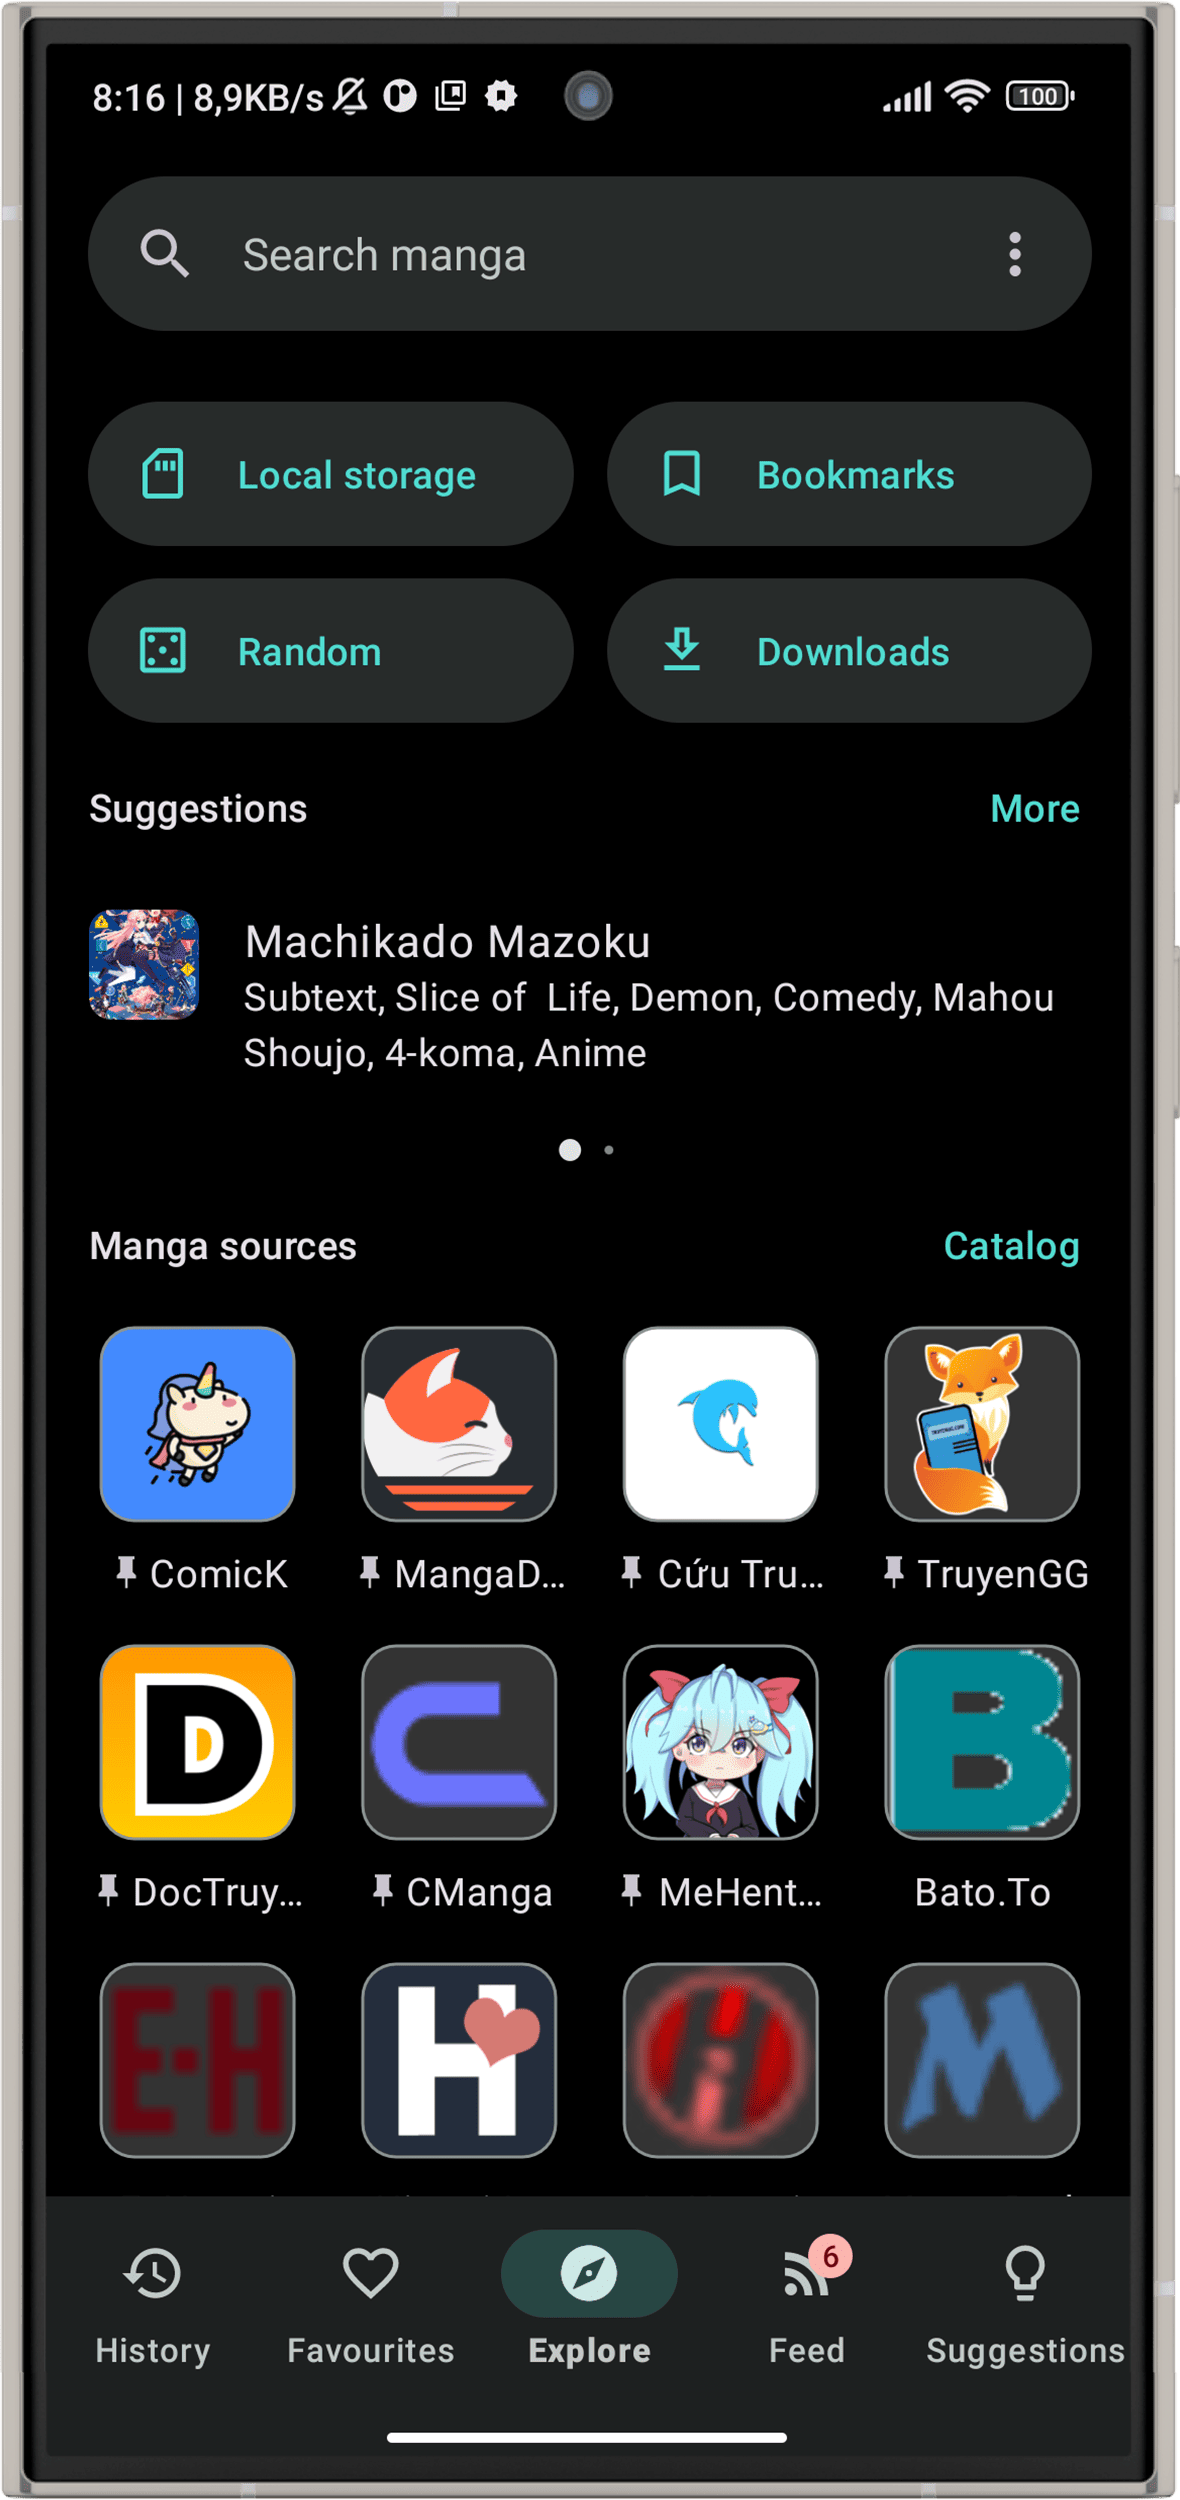 8:16 | 8,9KB/s
100
Search manga
Local storage
Bookmarks
Random
Downloads
Suggestions
More
Machikado Mazoku
Subtext, Slice of  Life, Demon, Comedy, Mahou
Shoujo, 4-koma, Anime
Manga sources
Catalog
ComicK
MangaD...
Cứu Tru...
TruyenGG
D
D
C
B
DocTruy...
CManga
MeHent...
Bato.To
E-H
H
Hi
M
6
History
Favourites
Explore
Feed
Suggestions